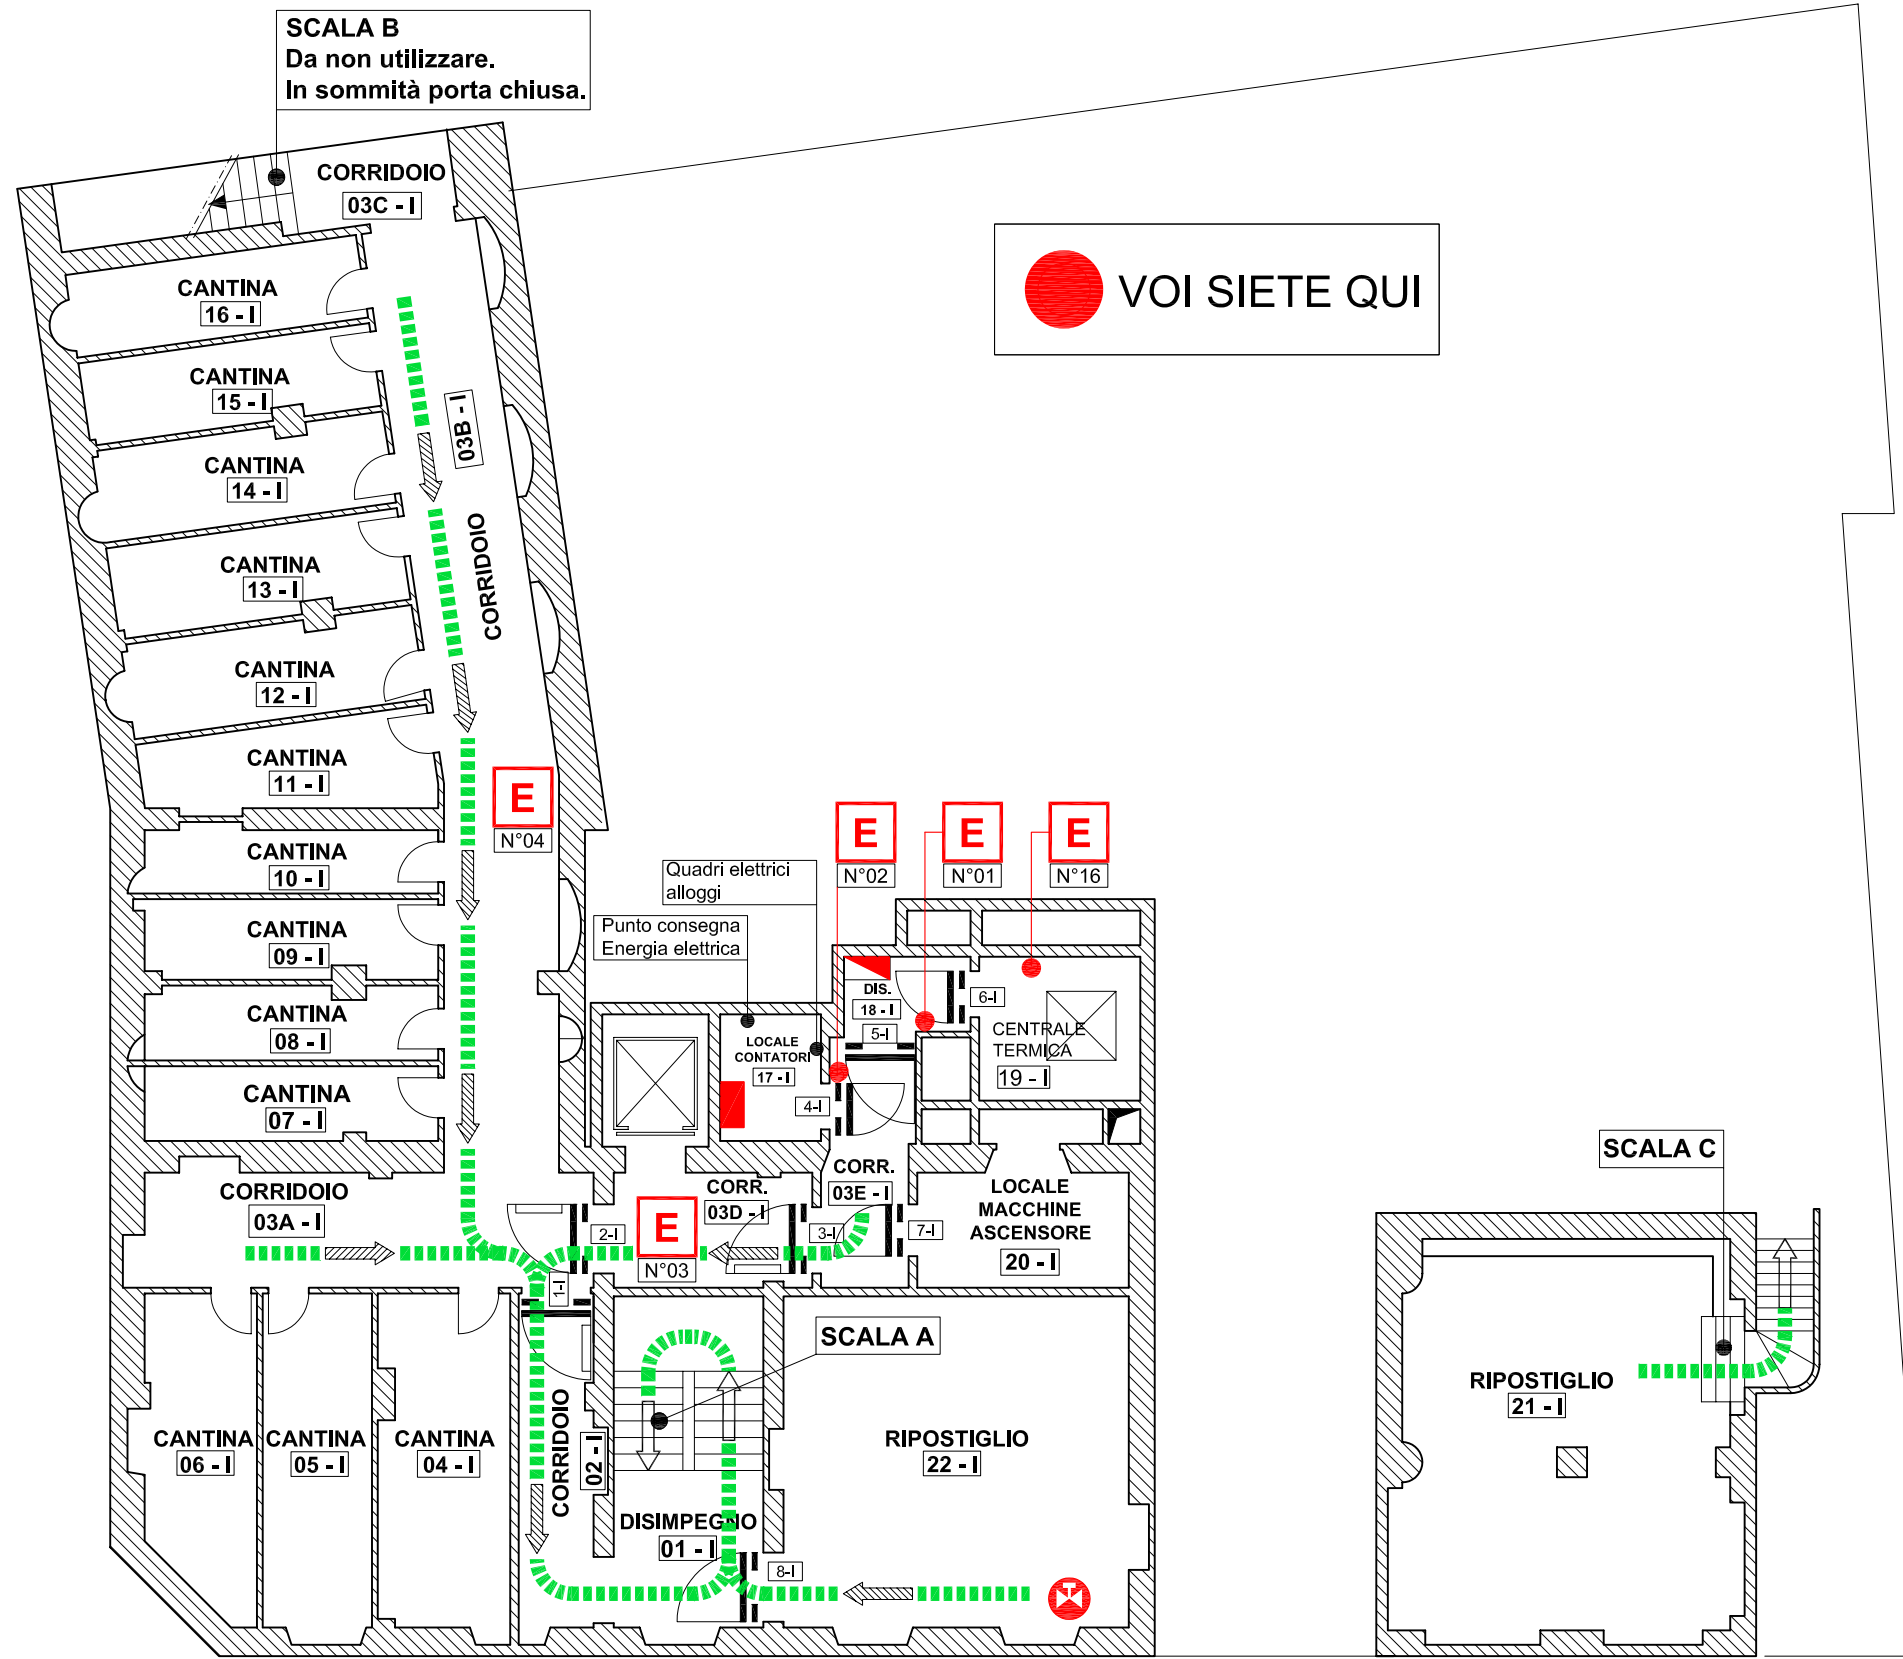 SCALA B
Da non utilizzare.
In sommità porta chiusa.
CORRIDOIO
03C - I
VOI SIETE QUI
CANTINA
16 - I
CANTINA
15 - I
03B - I
CANTINA
14 - I
CORRIDOIO
CANTINA
13 - I
CANTINA
12 - I
CANTINA
11 - I
E
N°04
CANTINA
10 - I
E
N°02
E
N°01
E
N°16
Quadri elettrici
alloggi
Punto consegna
Energia elettrica
CANTINA
09 - I
CANTINA
08 - I
DIS.
18 - I
5-I
6-I
CENTRALE
TERMICA
19 - I
LOCALE
CONTATORI
17 - I
4-I
CANTINA
07 - I
SCALA C
CORRIDOIO
03A - I
2-I
E
N°03
CORR.
03D - I
3-I
CORR.
03E - I
7-I
LOCALE
MACCHINE
ASCENSORE
20 - I
1-I
SCALA A
RIPOSTIGLIO
21 - I
CANTINA
06 - I
CANTINA
05 - I
CANTINA
04 - I
CORRIDOIO
02 - I
RIPOSTIGLIO
22 - I
DISIMPEGNO
01 - I
8-I